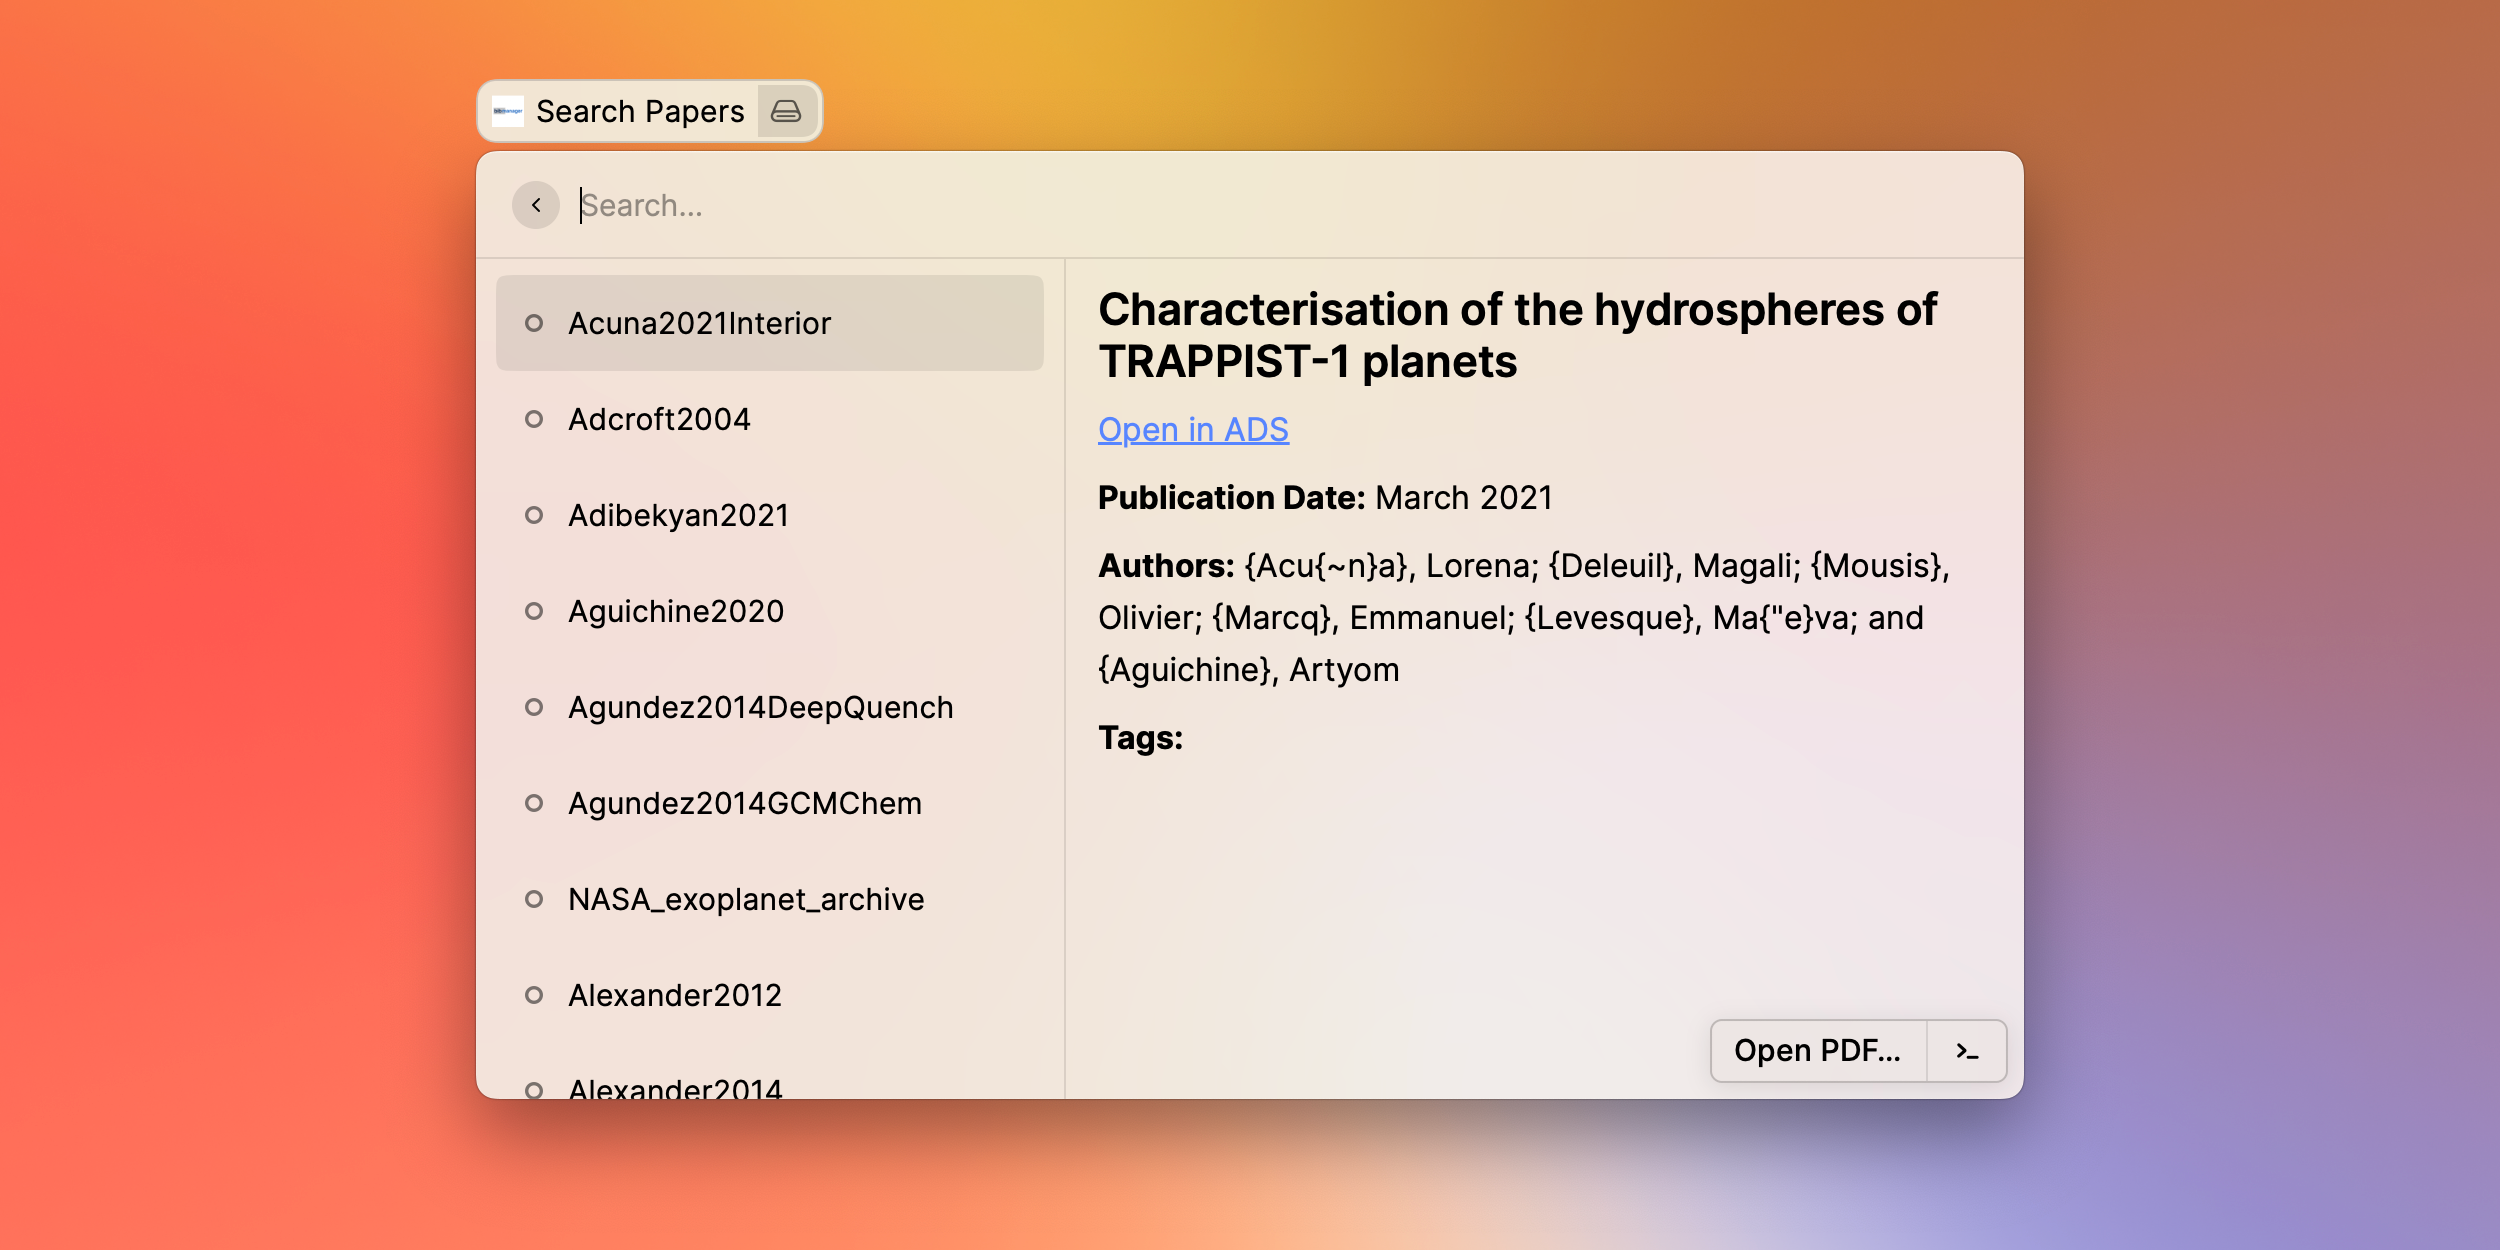 Search Papers
Search...
Acuna2021Interior
Adcroft2004
Adibekyan2021
Aguichine2020
Agundez2014DeepQuench
Agundez2014GCMChem
NASA_exoplanet_archive
Alexander2012
Alexander2014
Characterisation of the hydrospheres of
TRAPPIST-1 planets
Open in ADS
Publication Date: March 2021
Authors: {Acu{~n}a}, Lorena; {Deleuil}, Magali; {Mousis},
Olivier; {Marcq}, Emmanuel; {Levesque}, Ma{"e}va; and
{Aguichine}, Artyom
Tags:
Open PDF...